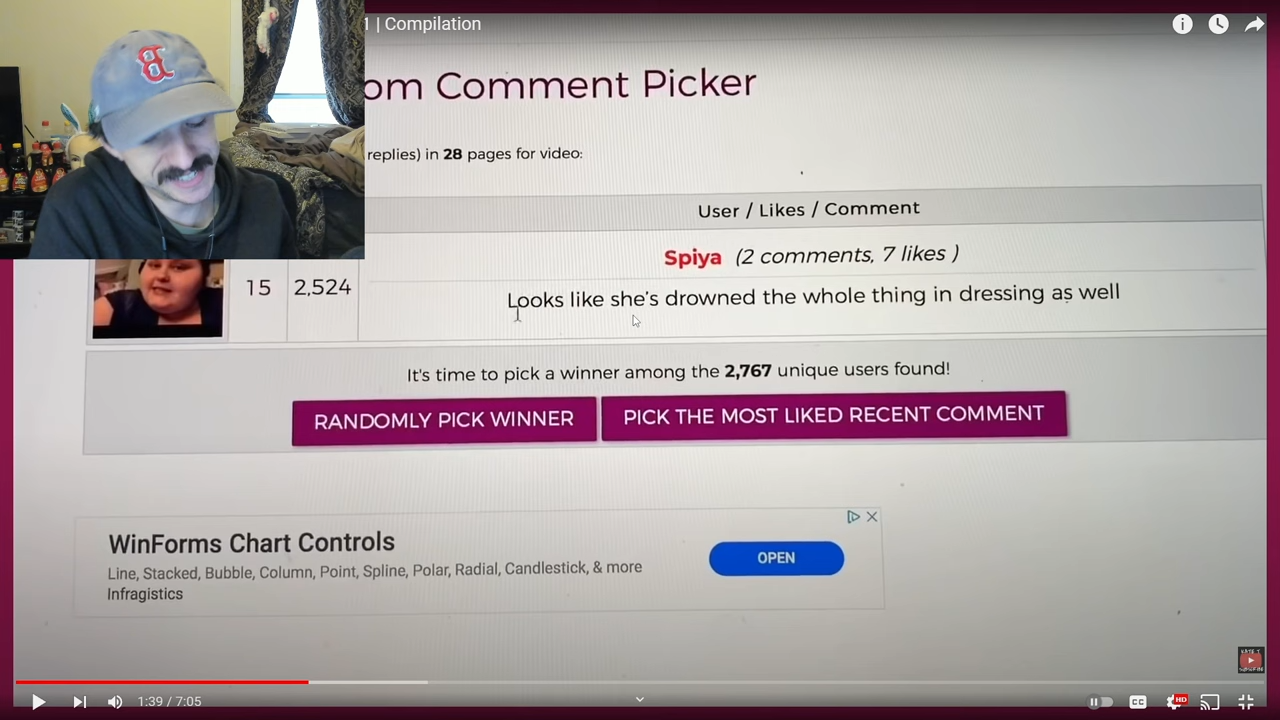 1 | Compilation
om Comment Picker
replies) in 28 pages for video:
User / Likes / Comment
Spiya (2 comments, 7 likes )
15 2,524
Looks like she's drowned the whole thing in dressing as well
It's time to pick a winner among the 2,767 unique users found!
RANDOMLY PICK WINNER PICK THE MOST LIKED RECENT COMMENT
WinForms Chart Controls
Line, Stacked, Bubble, Column, Point, Spline, Polar, Radial, Candlestick, & more
Infragistics
OPEN
1:39 / 7:05
CC
HD
B